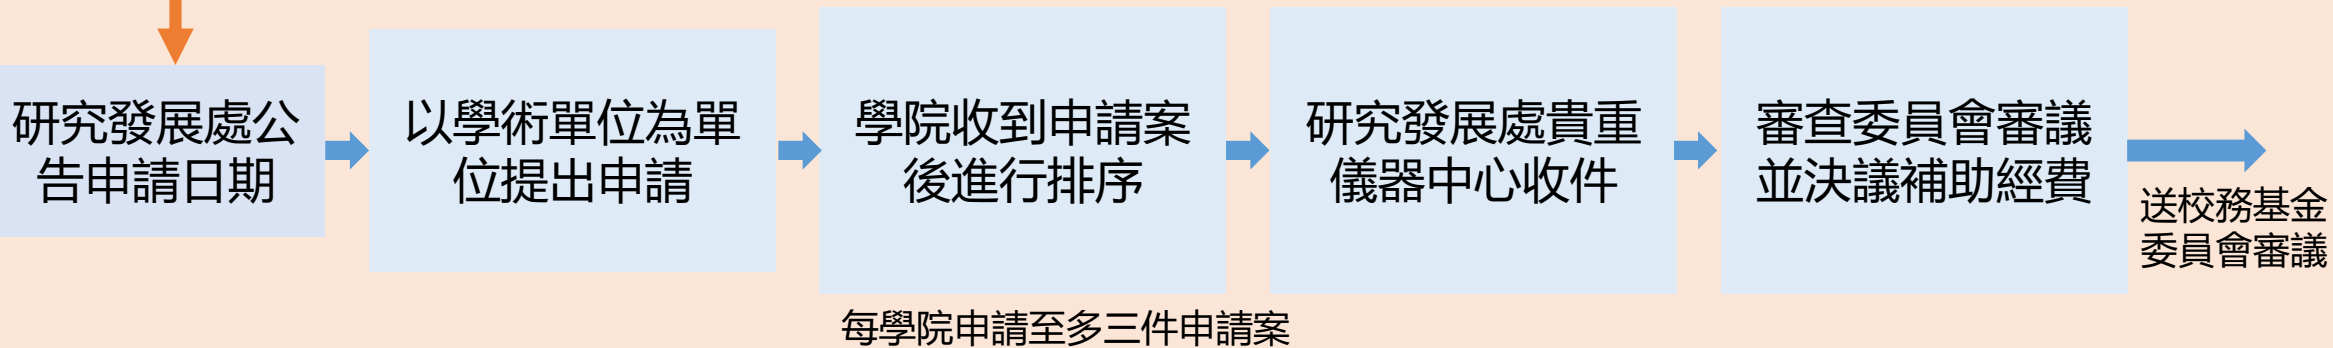 研究發展處公
告申請日期
以學術單位為單
位提出申請
學院收到申請案
後進行排序
研究發展處貴重
儀器中心收件
審查委員會審議
並決議補助經費
送校務基金
委員會審議
每學院申請至多三件申請案